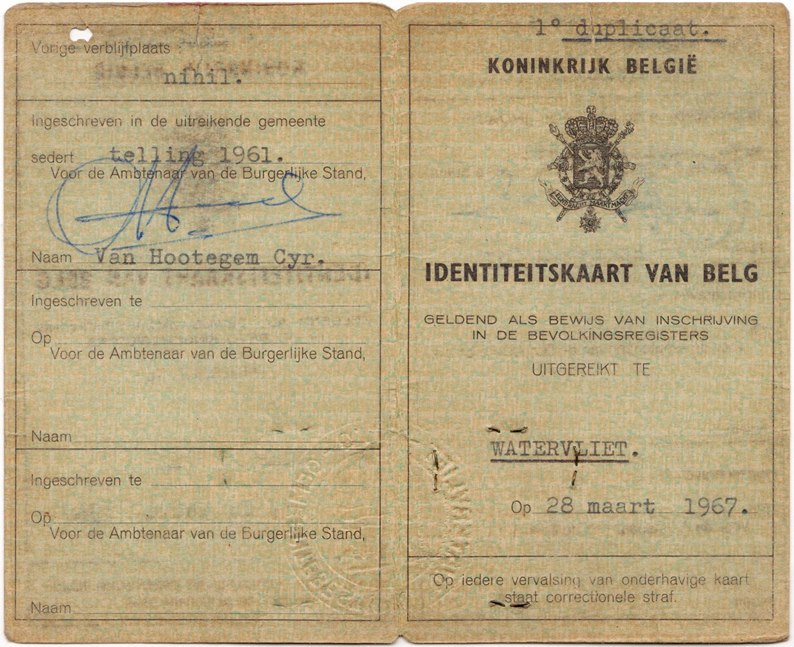 Vorige verblijfplaats :
nihil.
Ingeschreven in de uitreikende gemeente
sedert telling 1961.
Voor de Ambtenaar van de Burgerlijke Stand,
Naam Van Hootegem Cyr.
Ingeschreven te
Op
Voor de Ambtenaar van de Burgerlijke Stand,
Naam
Ingeschreven te
Op
Voor de Ambtenaar van de Burgerlijke Stand,
Naam
1° duplicaat.
KONINKRIJK BELGIË
IDENTITEITSKAART VAN BELG
GELDEND ALS BEWIJS VAN INSCHRIJVING
IN DE BEVOLKINGSREGISTERS
UITGEREIKT TE
WATERVLIET.
Op 28 maart 1967.
Op iedere vervalsing van onderhavige kaart
staat correctionele straf.